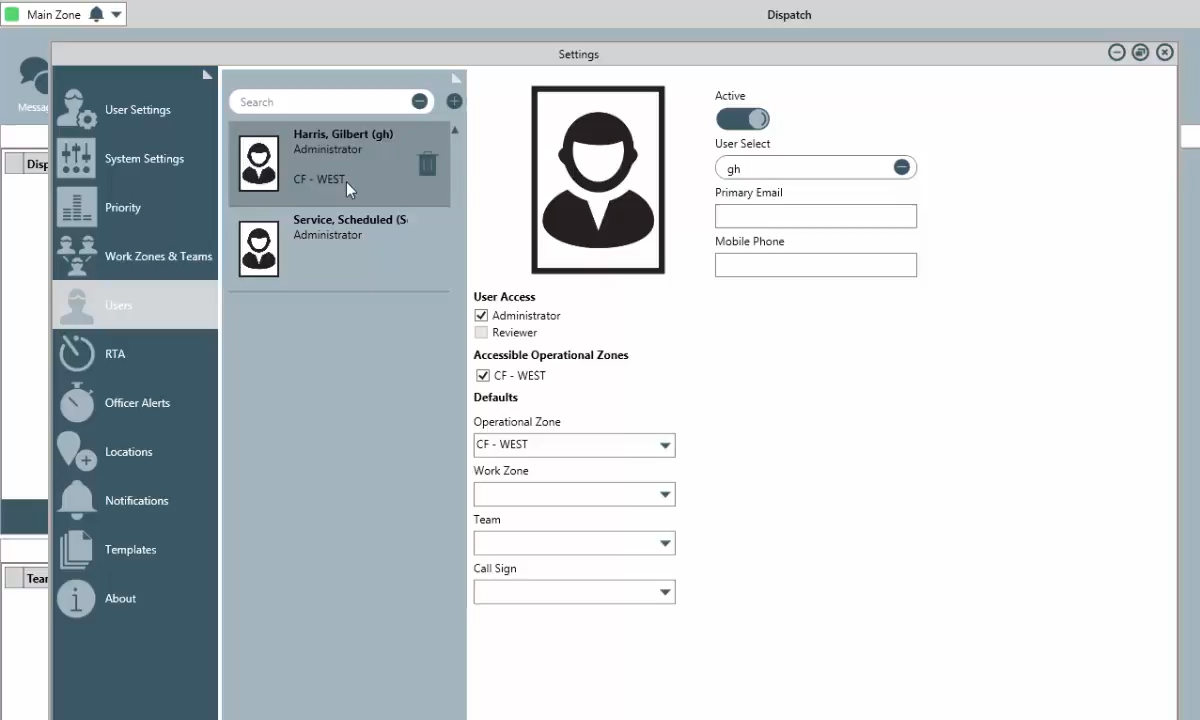 Main Zone
Dispatch
Settings
User Settings
System Settings
Priority
Work Zones & Teams
Users
RTA
Officer Alerts
Locations
Notifications
Templates
About
Search
Harris, Gilbert (gh)
Administrator
CF - WEST
Service, Scheduled (S
Administrator
Active
User Select
gh
Primary Email
Mobile Phone
User Access
Administrator
Reviewer
Accessible Operational Zones
CF - WEST
Defaults
Operational Zone
CF - WEST
Work Zone
Team
Call Sign
Messa
Disp
Team